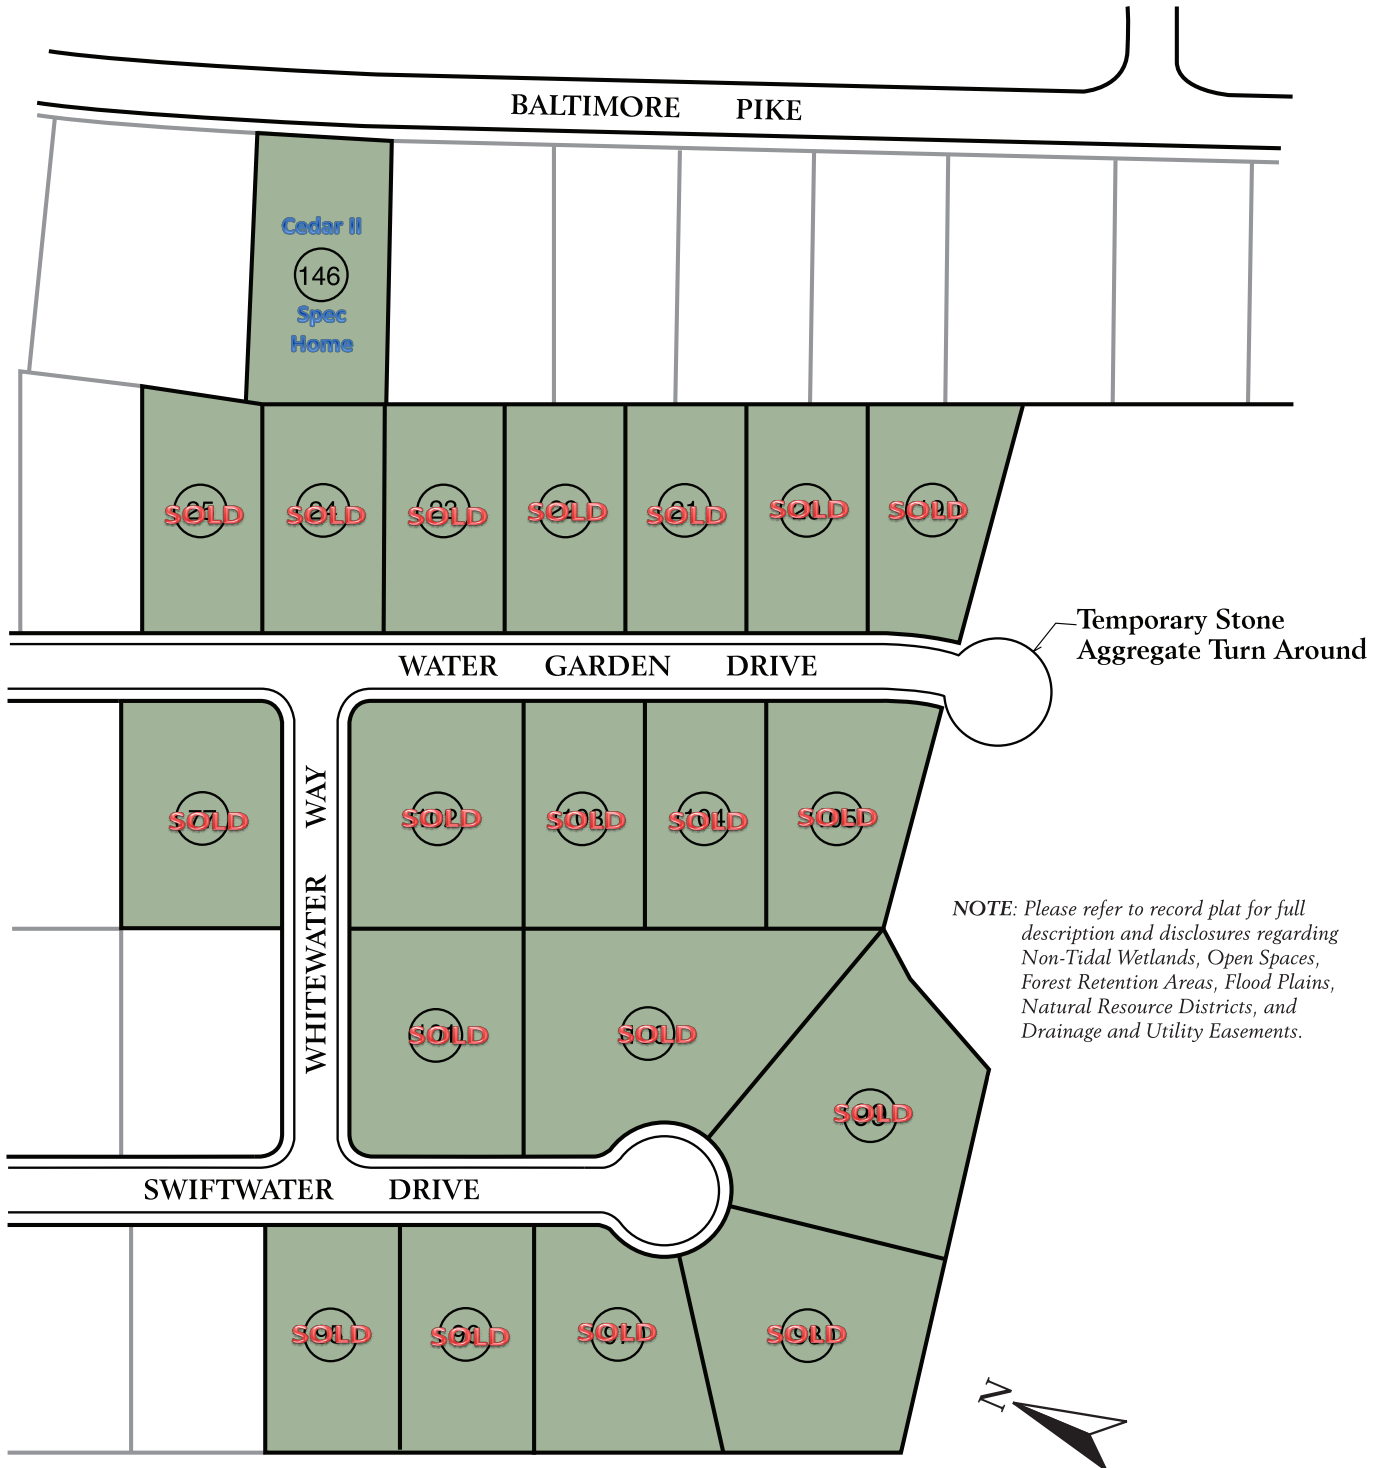 BALTIMORE PIKE
Cedar II
146
Spec
Home
SOLD SOLD SOLD SOLD SOLD SOLD SOLD
Temporary Stone
Aggregate Turn Around
WATER GARDEN DRIVE
WHITEWATER WAY
SOLD SOLD SOLD SOLD SOLD
NOTE: Please refer to record plat for full
description and disclosures regarding
Non-Tidal Wetlands, Open Spaces,
Forest Retention Areas, Flood Plains,
Natural Resource Districts, and
Drainage and Utility Easements.
SOLD SOLD
SOLD
SWIFTWATER DRIVE
SOLD SOLD SOLD SOLD
N